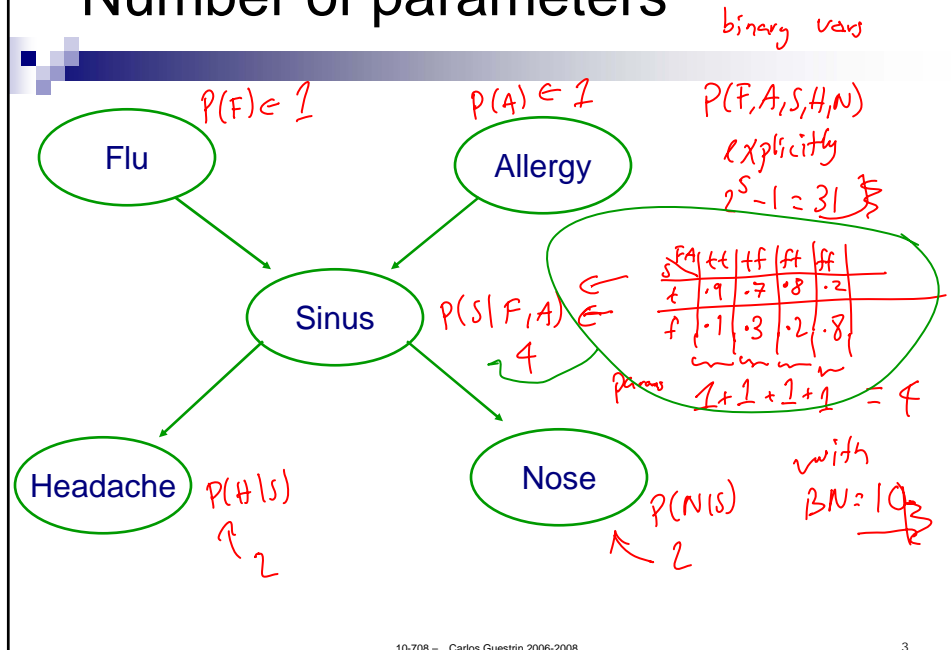 Number of parameters
binary vars
P(F) ∈ 1
P(A) ∈ 1
P(F,A,S,H,N)
explicitly
2^5-1 = 31
Flu
Allergy
Sinus
P(S|F,A)
4
S FA tt tf ft ff
t .9 .7 .8 .2
f .1 .3 .2 .8
params 1+1+1+1 = 4
Headache
P(H|S)
2
Nose
P(N|S)
2
with
BN: 10
10-708 – Carlos Guestrin 2006-2008
3